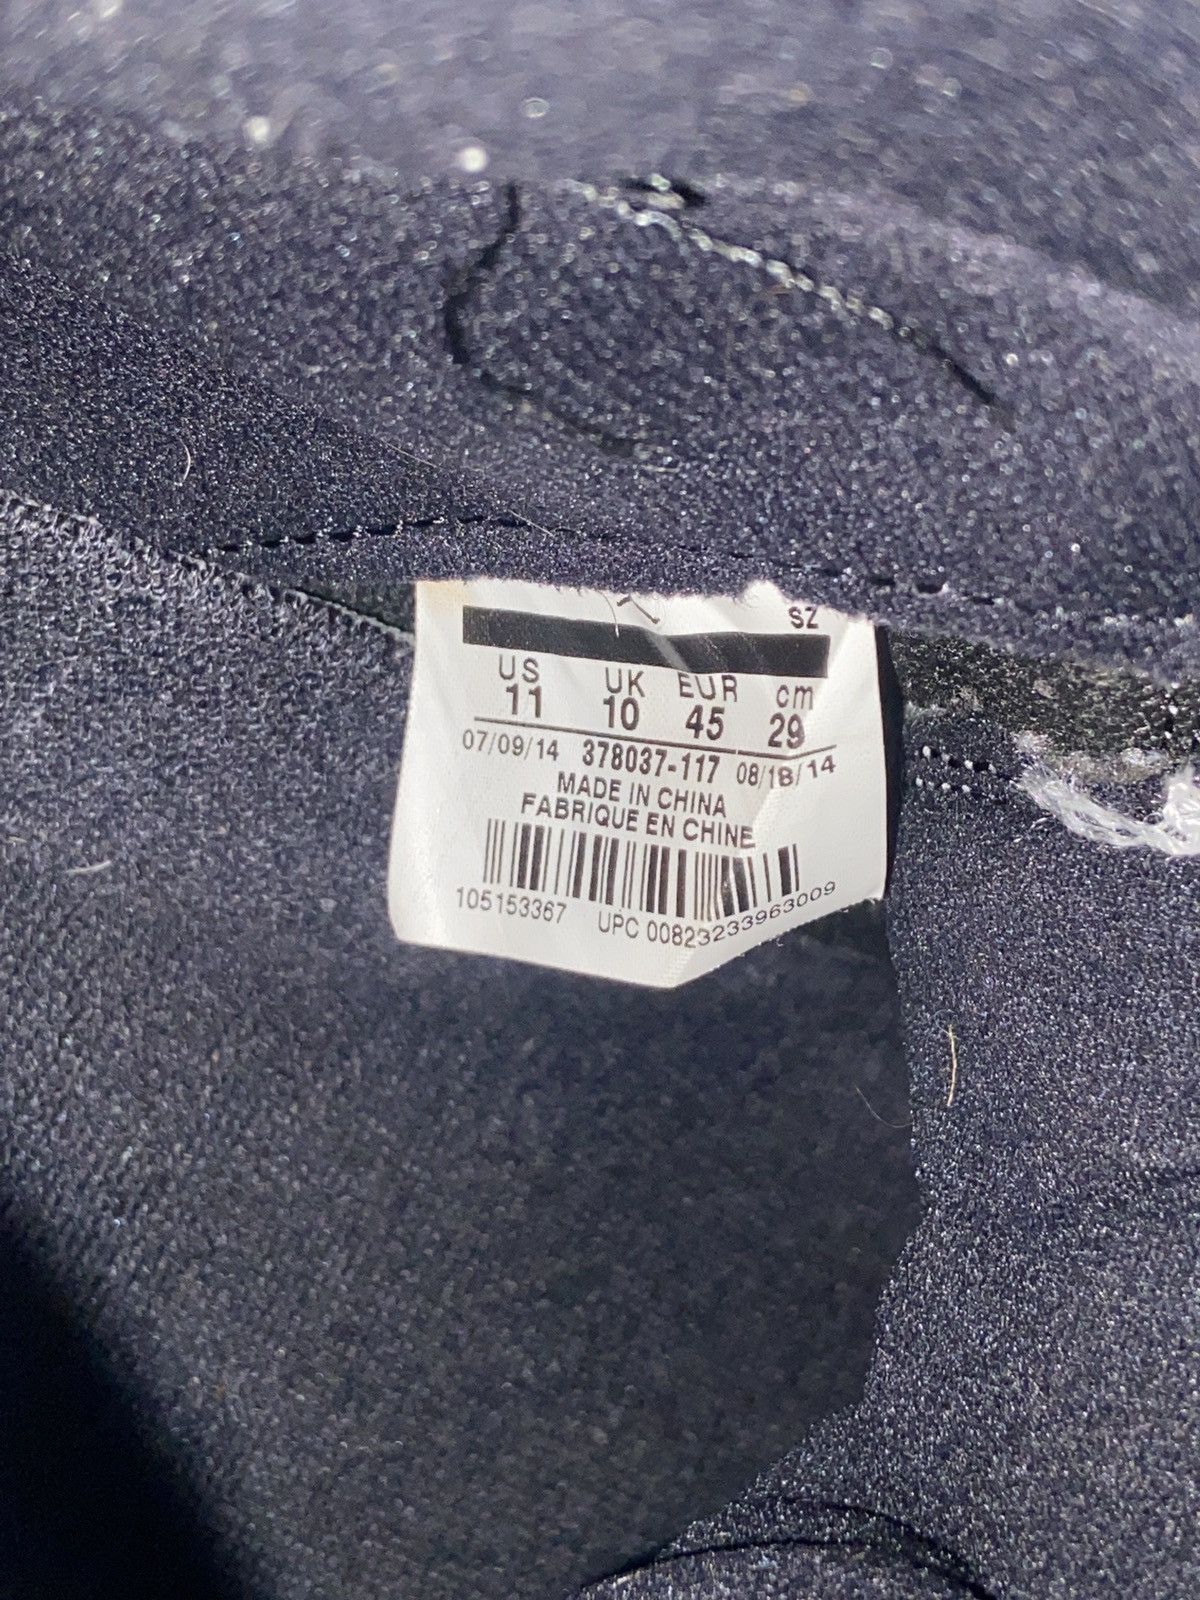 SZ
US UK EUR cm
11 10 45 29
07/09/14 378037-117 08/18/14
MADE IN CHINA
FABRIQUE EN CHINE
105153367 UPC 00823233963009